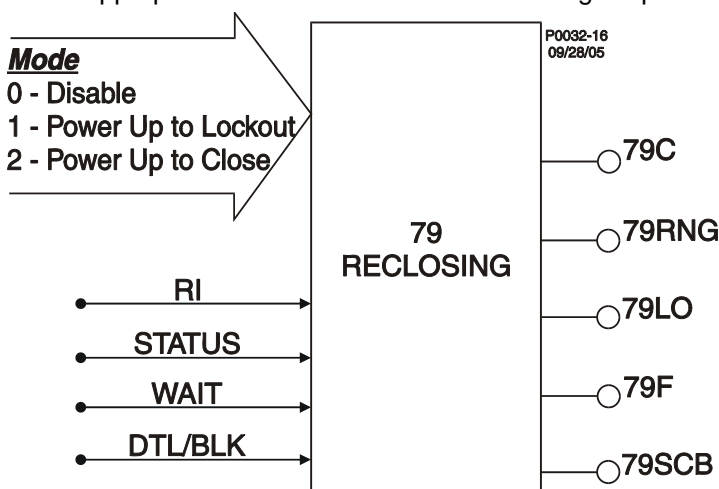 P0032-16
09/28/05
Mode
0 - Disable
1 - Power Up to Lockout
2 - Power Up to Close
79
RECLOSING
RI
STATUS
WAIT
DTL/BLK
79C
79RNG
79LO
79F
79SCB